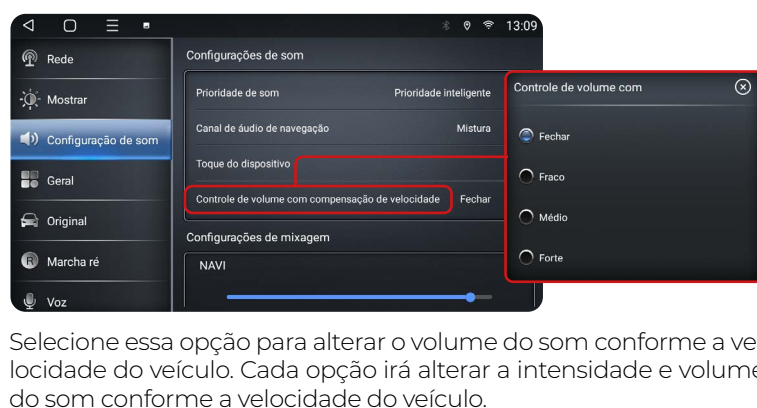 13:09
Rede
Mostrar
Configuração de som
Geral
Original
R Marcha ré
Voz
Configurações de som
Prioridade de som Prioridade inteligente
Canal de áudio de navegação Mistura
Toque do dispositivo
Controle de volume com compensação de velocidade Fechar
Configurações de mixagem
NAVI
Controle de volume com
Fechar
Fraco
Médio
Forte
Selecione essa opção para alterar o volume do som conforme a ve
locidade do veículo. Cada opção irá alterar a intensidade e volume
do som conforme a velocidade do veículo.